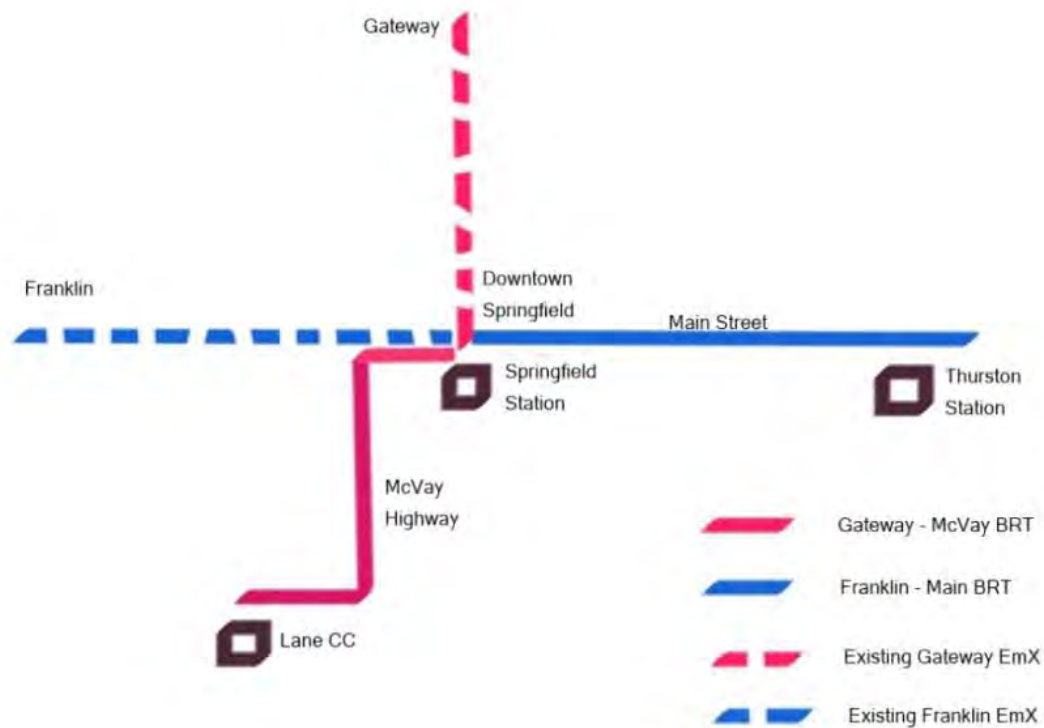 Gateway
Franklin
Downtown
Springfield
Main Street
Springfield
Station
Thurston
Station
McVay
Highway
Lane CC
Gateway - McVay BRT
Franklin - Main BRT
Existing Gateway EmX
Existing Franklin EmX